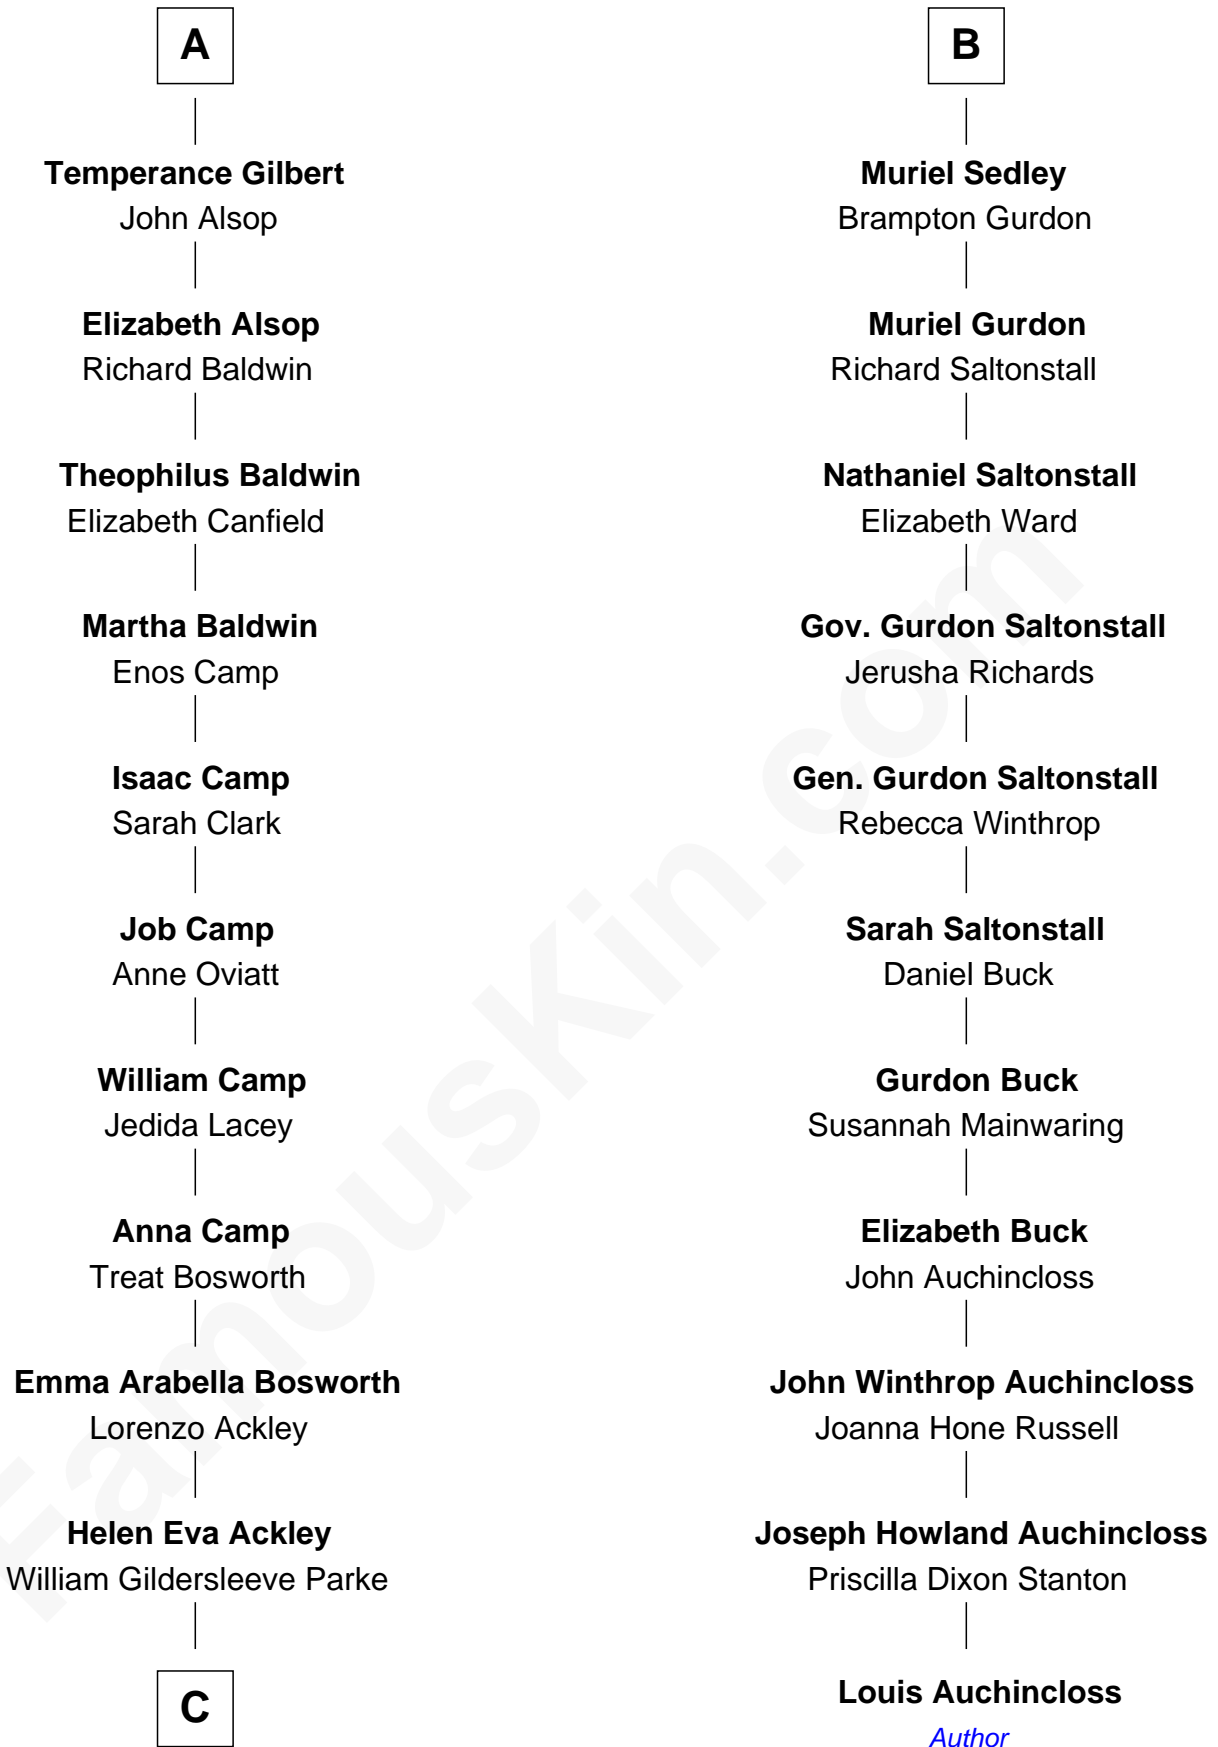 A
Temperance Gilbert
John Alsop
Elizabeth Alsop
Richard Baldwin
Theophilus Baldwin
Elizabeth Canfield
Martha Baldwin
Enos Camp
Isaac Camp
Sarah Clark
Job Camp
Anne Oviatt
William Camp
Jedida Lacey
Anna Camp
Treat Bosworth
Emma Arabella Bosworth
Lorenzo Ackley
Helen Eva Ackley
William Gildersleeve Parke
C
B
Muriel Sedley
Brampton Gurdon
Muriel Gurdon
Richard Saltonstall
Nathaniel Saltonstall
Elizabeth Ward
Gov. Gurdon Saltonstall
Jerusha Richards
Gen. Gurdon Saltonstall
Rebecca Winthrop
Sarah Saltonstall
Daniel Buck
Gurdon Buck
Susannah Mainwaring
Elizabeth Buck
John Auchincloss
John Winthrop Auchincloss
Joanna Hone Russell
Joseph Howland Auchincloss
Priscilla Dixon Stanton
Louis Auchincloss
Author
FamousKin.com